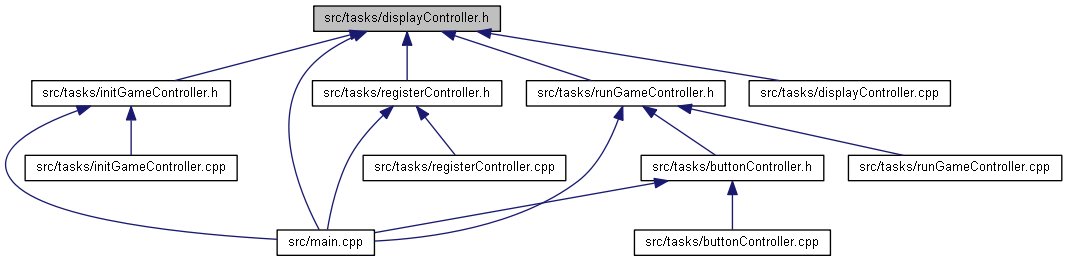 src/tasks/displayController.h
src/tasks/initGameController.h
src/tasks/registerController.h
src/tasks/runGameController.h
src/tasks/displayController.cpp
src/tasks/initGameController.cpp
src/tasks/registerController.cpp
src/tasks/buttonController.h
src/tasks/runGameController.cpp
src/main.cpp
src/tasks/buttonController.cpp